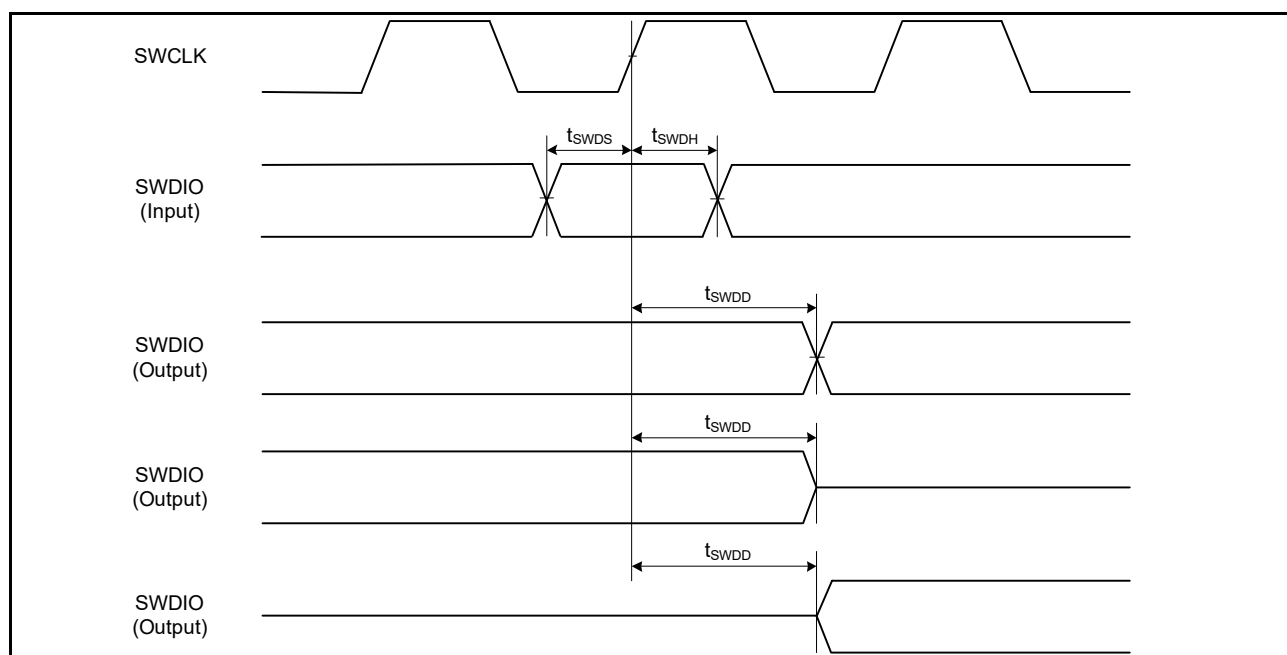 SWCLK
tSWDS
tSWDH
SWDIO
(Input)
tSWDD
SWDIO
(Output)
tSWDD
SWDIO
(Output)
tSWDD
SWDIO
(Output)